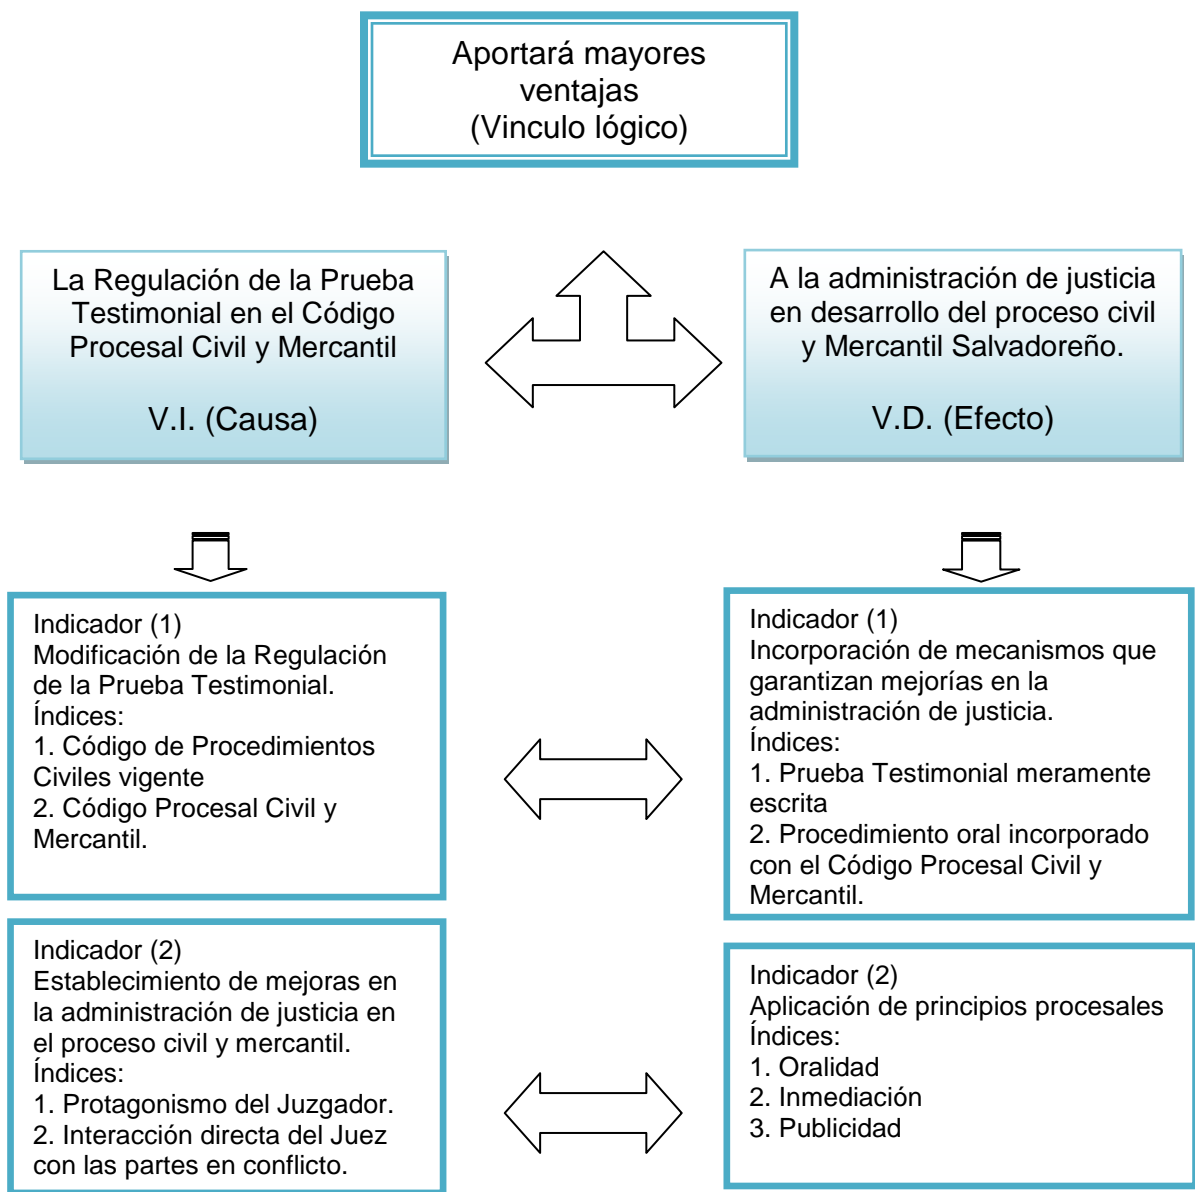 Aportará mayores
ventajas
(Vinculo lógico)
La Regulación de la Prueba
Testimonial en el Código
Procesal Civil y Mercantil
V.I. (Causa)
A la administración de justicia
en desarrollo del proceso civil
y Mercantil Salvadoreño.
V.D. (Efecto)
Indicador (1)
Modificación de la Regulación
de la Prueba Testimonial.
Índices:
1. Código de Procedimientos
Civiles vigente
2. Código Procesal Civil y
Mercantil.
Indicador (1)
Incorporación de mecanismos que
garantizan mejorías en la
administración de justicia.
Índices:
1. Prueba Testimonial meramente
escrita
2. Procedimiento oral incorporado
con el Código Procesal Civil y
Mercantil.
Indicador (2)
Establecimiento de mejoras en
la administración de justicia en
el proceso civil y mercantil.
Índices:
1. Protagonismo del Juzgador.
2. Interacción directa del Juez
con las partes en conflicto.
Indicador (2)
Aplicación de principios procesales
Índices:
1. Oralidad
2. Inmediación
3. Publicidad